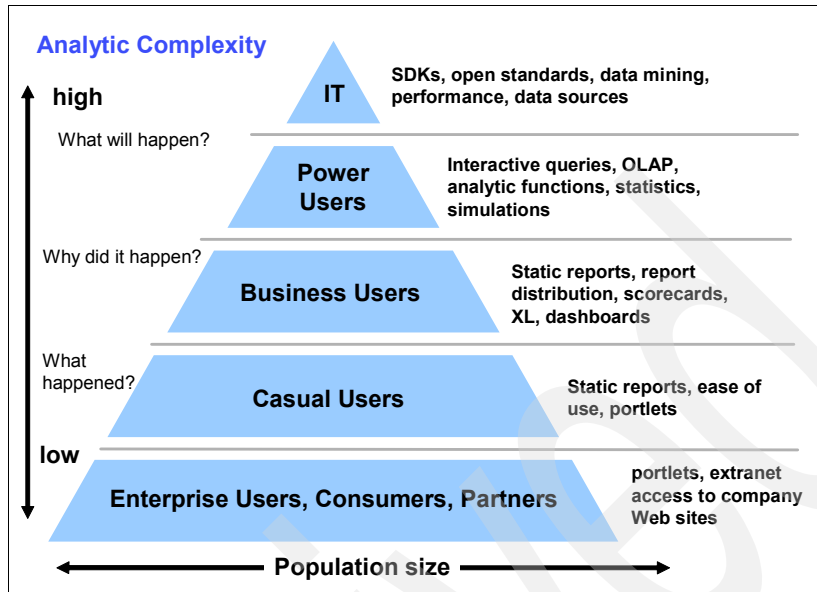 Analytic Complexity
high
IT
SDKs, open standards, data mining,
performance, data sources
What will happen?
Power
Users
Interactive queries, OLAP,
analytic functions, statistics,
simulations
Why did it happen?
Business Users
Static reports, report
distribution, scorecards,
XL, dashboards
What
happened?
Casual Users
Static reports, ease of
use, portlets
low
Enterprise Users, Consumers, Partners
portlets, extranet
access to company
Web sites
Population size